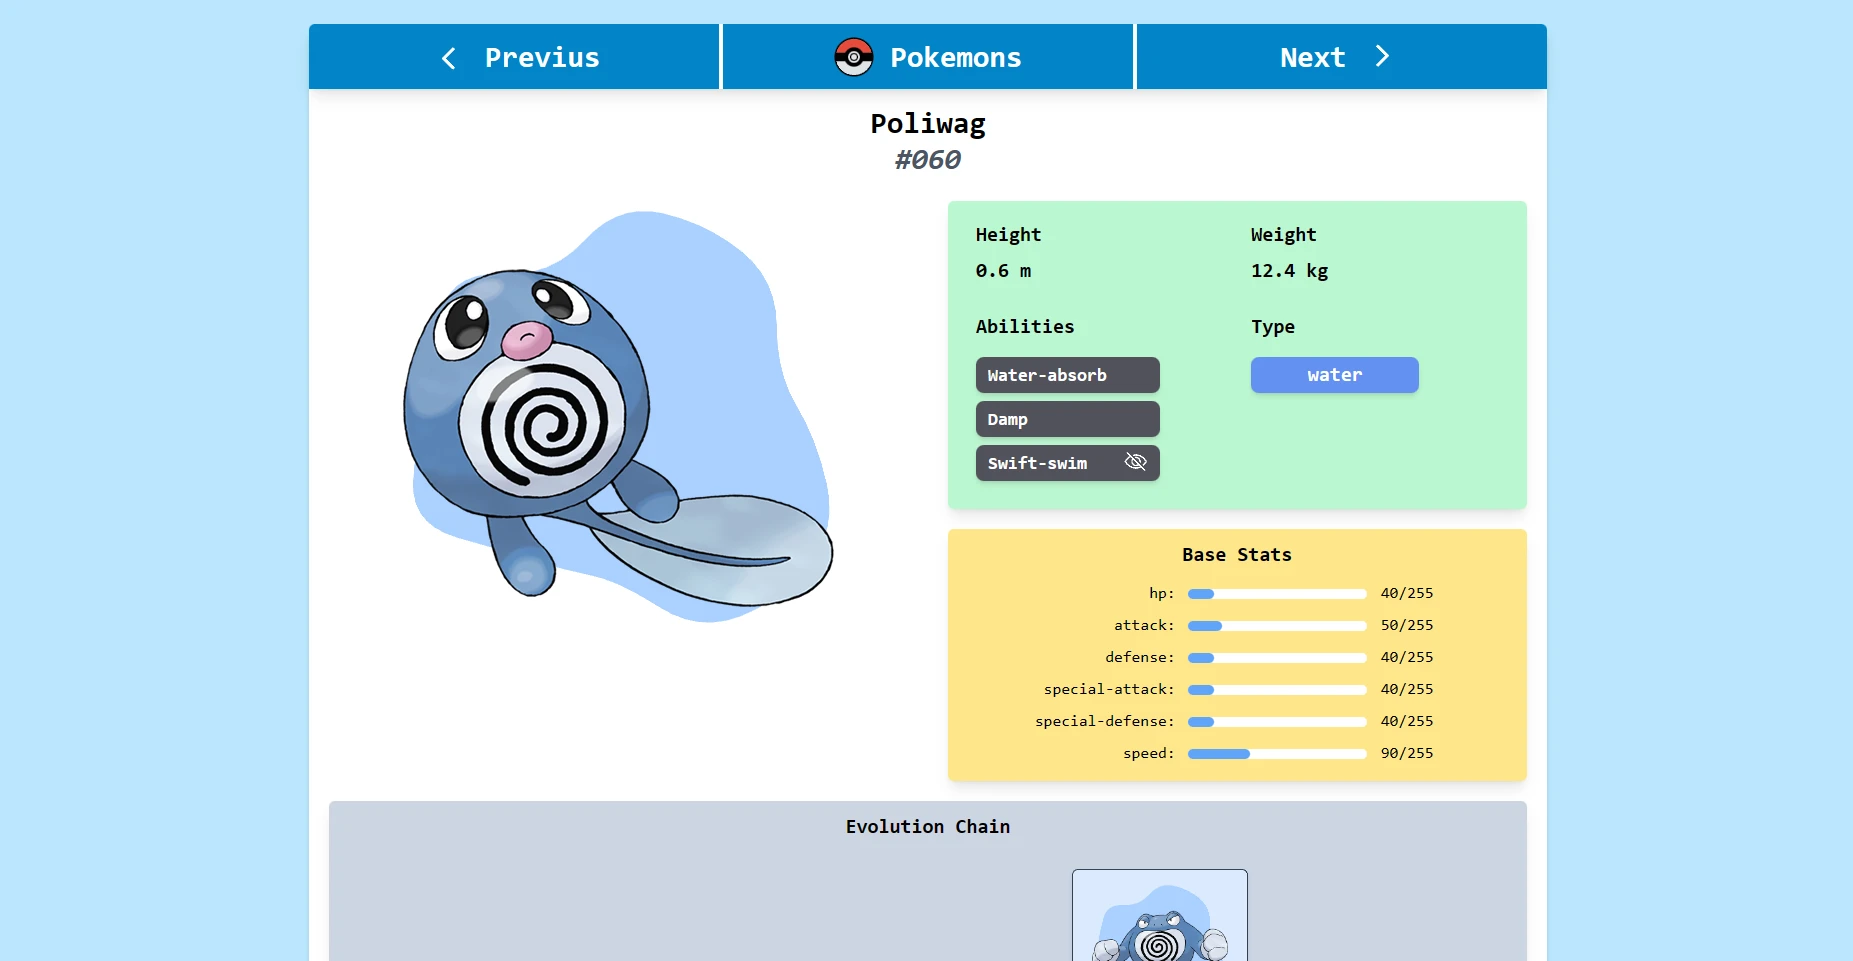 Previus
Pokemons
Next
Poliwag
#060
Height
Weight
0.6 m
12.4 kg
Abilities
Type
Water-absorb
water
Damp
Swift-swim
Base Stats
hp: 40/255
attack: 50/255
defense: 40/255
special-attack: 40/255
special-defense: 40/255
speed: 90/255
Evolution Chain